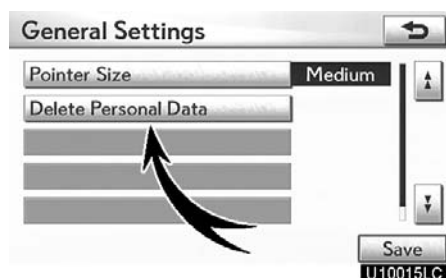 General Settings
Pointer Size Medium
Delete Personal Data
Save
U10015LC